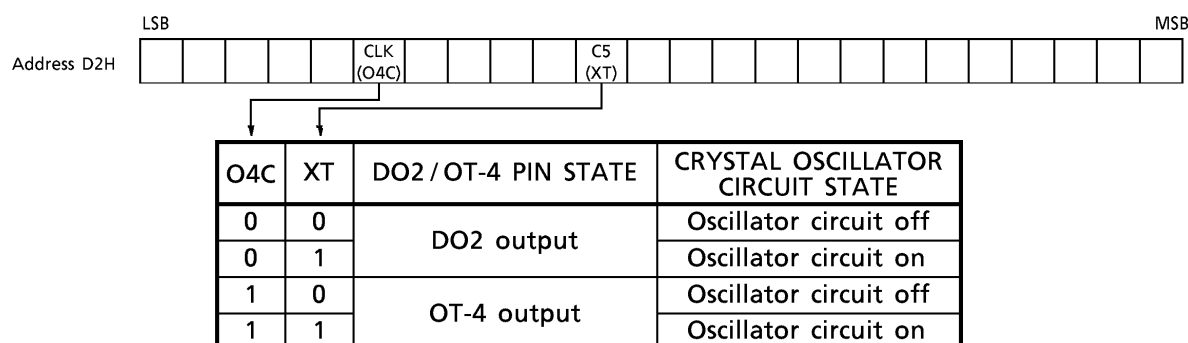 LSB MSB
Address D2H CLK (O4C) C5 (XT)
O4C XT DO2 / OT-4 PIN STATE CRYSTAL OSCILLATOR CIRCUIT STATE
0 0 DO2 output Oscillator circuit off
0 1 Oscillator circuit on
1 0 OT-4 output Oscillator circuit off
1 1 Oscillator circuit on